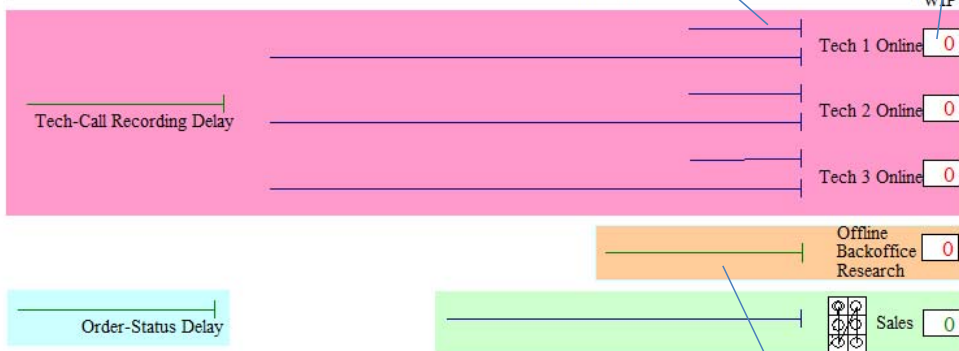 WIP
Tech 1 Online 0
Tech-Call Recording Delay
Tech 2 Online 0
Tech 3 Online 0
Offline
Backoffice 0
Research
Order-Status Delay
Sales 0